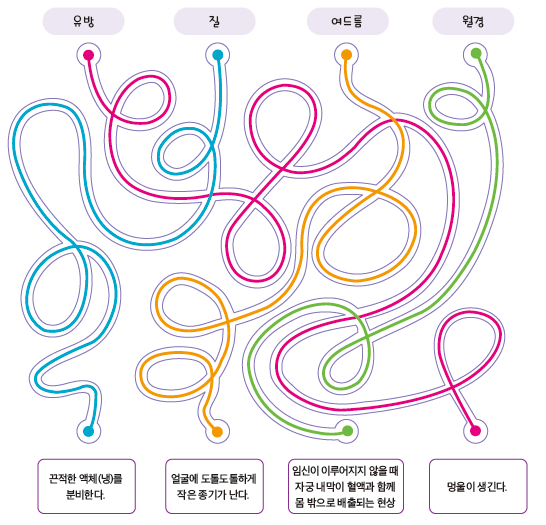 유방
질
여드름
월경
끈적한 액체(냉)를
분비한다.
얼굴에 도톨도톨하게
작은 종기가 난다.
임신이 이루어지지 않을 때
자궁 내막이 혈액과 함께
몸 밖으로 배출되는 현상
멍울이 생긴다.